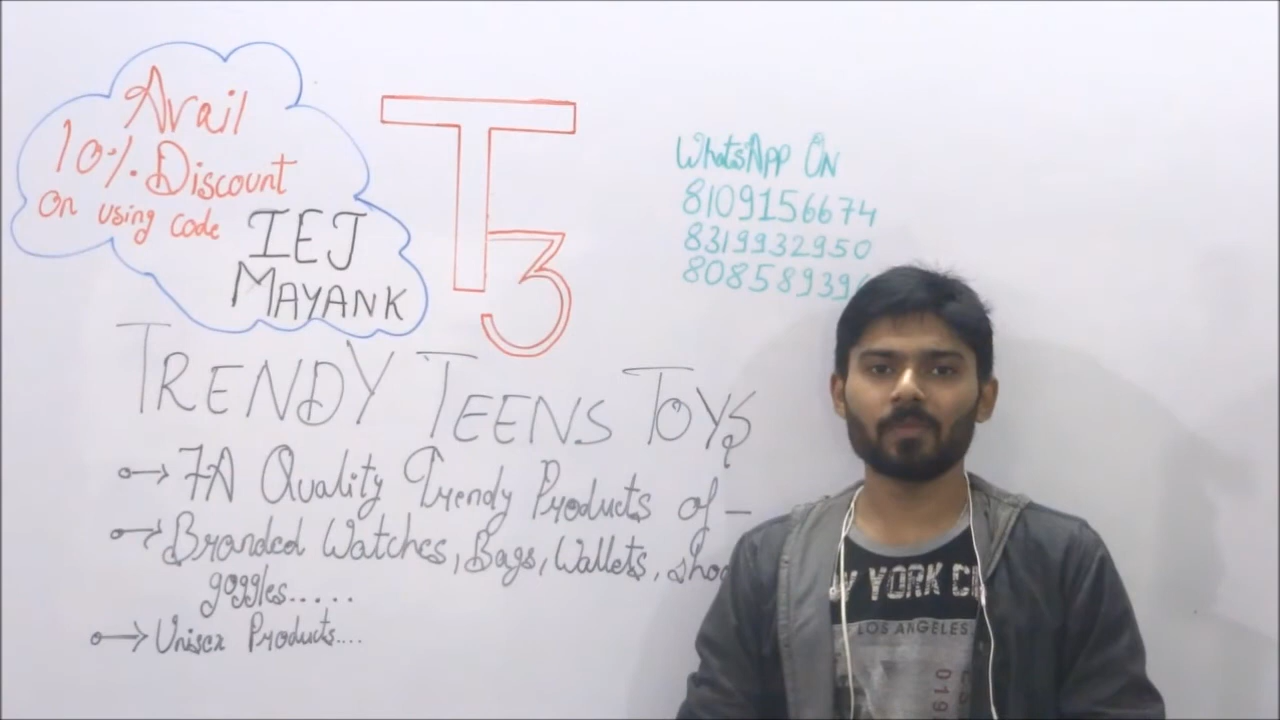 Avail
10% Discount
on using code
IEJ
MAYANK
T3
WhatsApp On
8109156674
8319932950
TRENDY TEENS TOYS
7A Quality Trendy Products of -
Branded Watches, Bags, Wallets,
goggles.....
Unisex Products....
YORK
LOS ANGELES